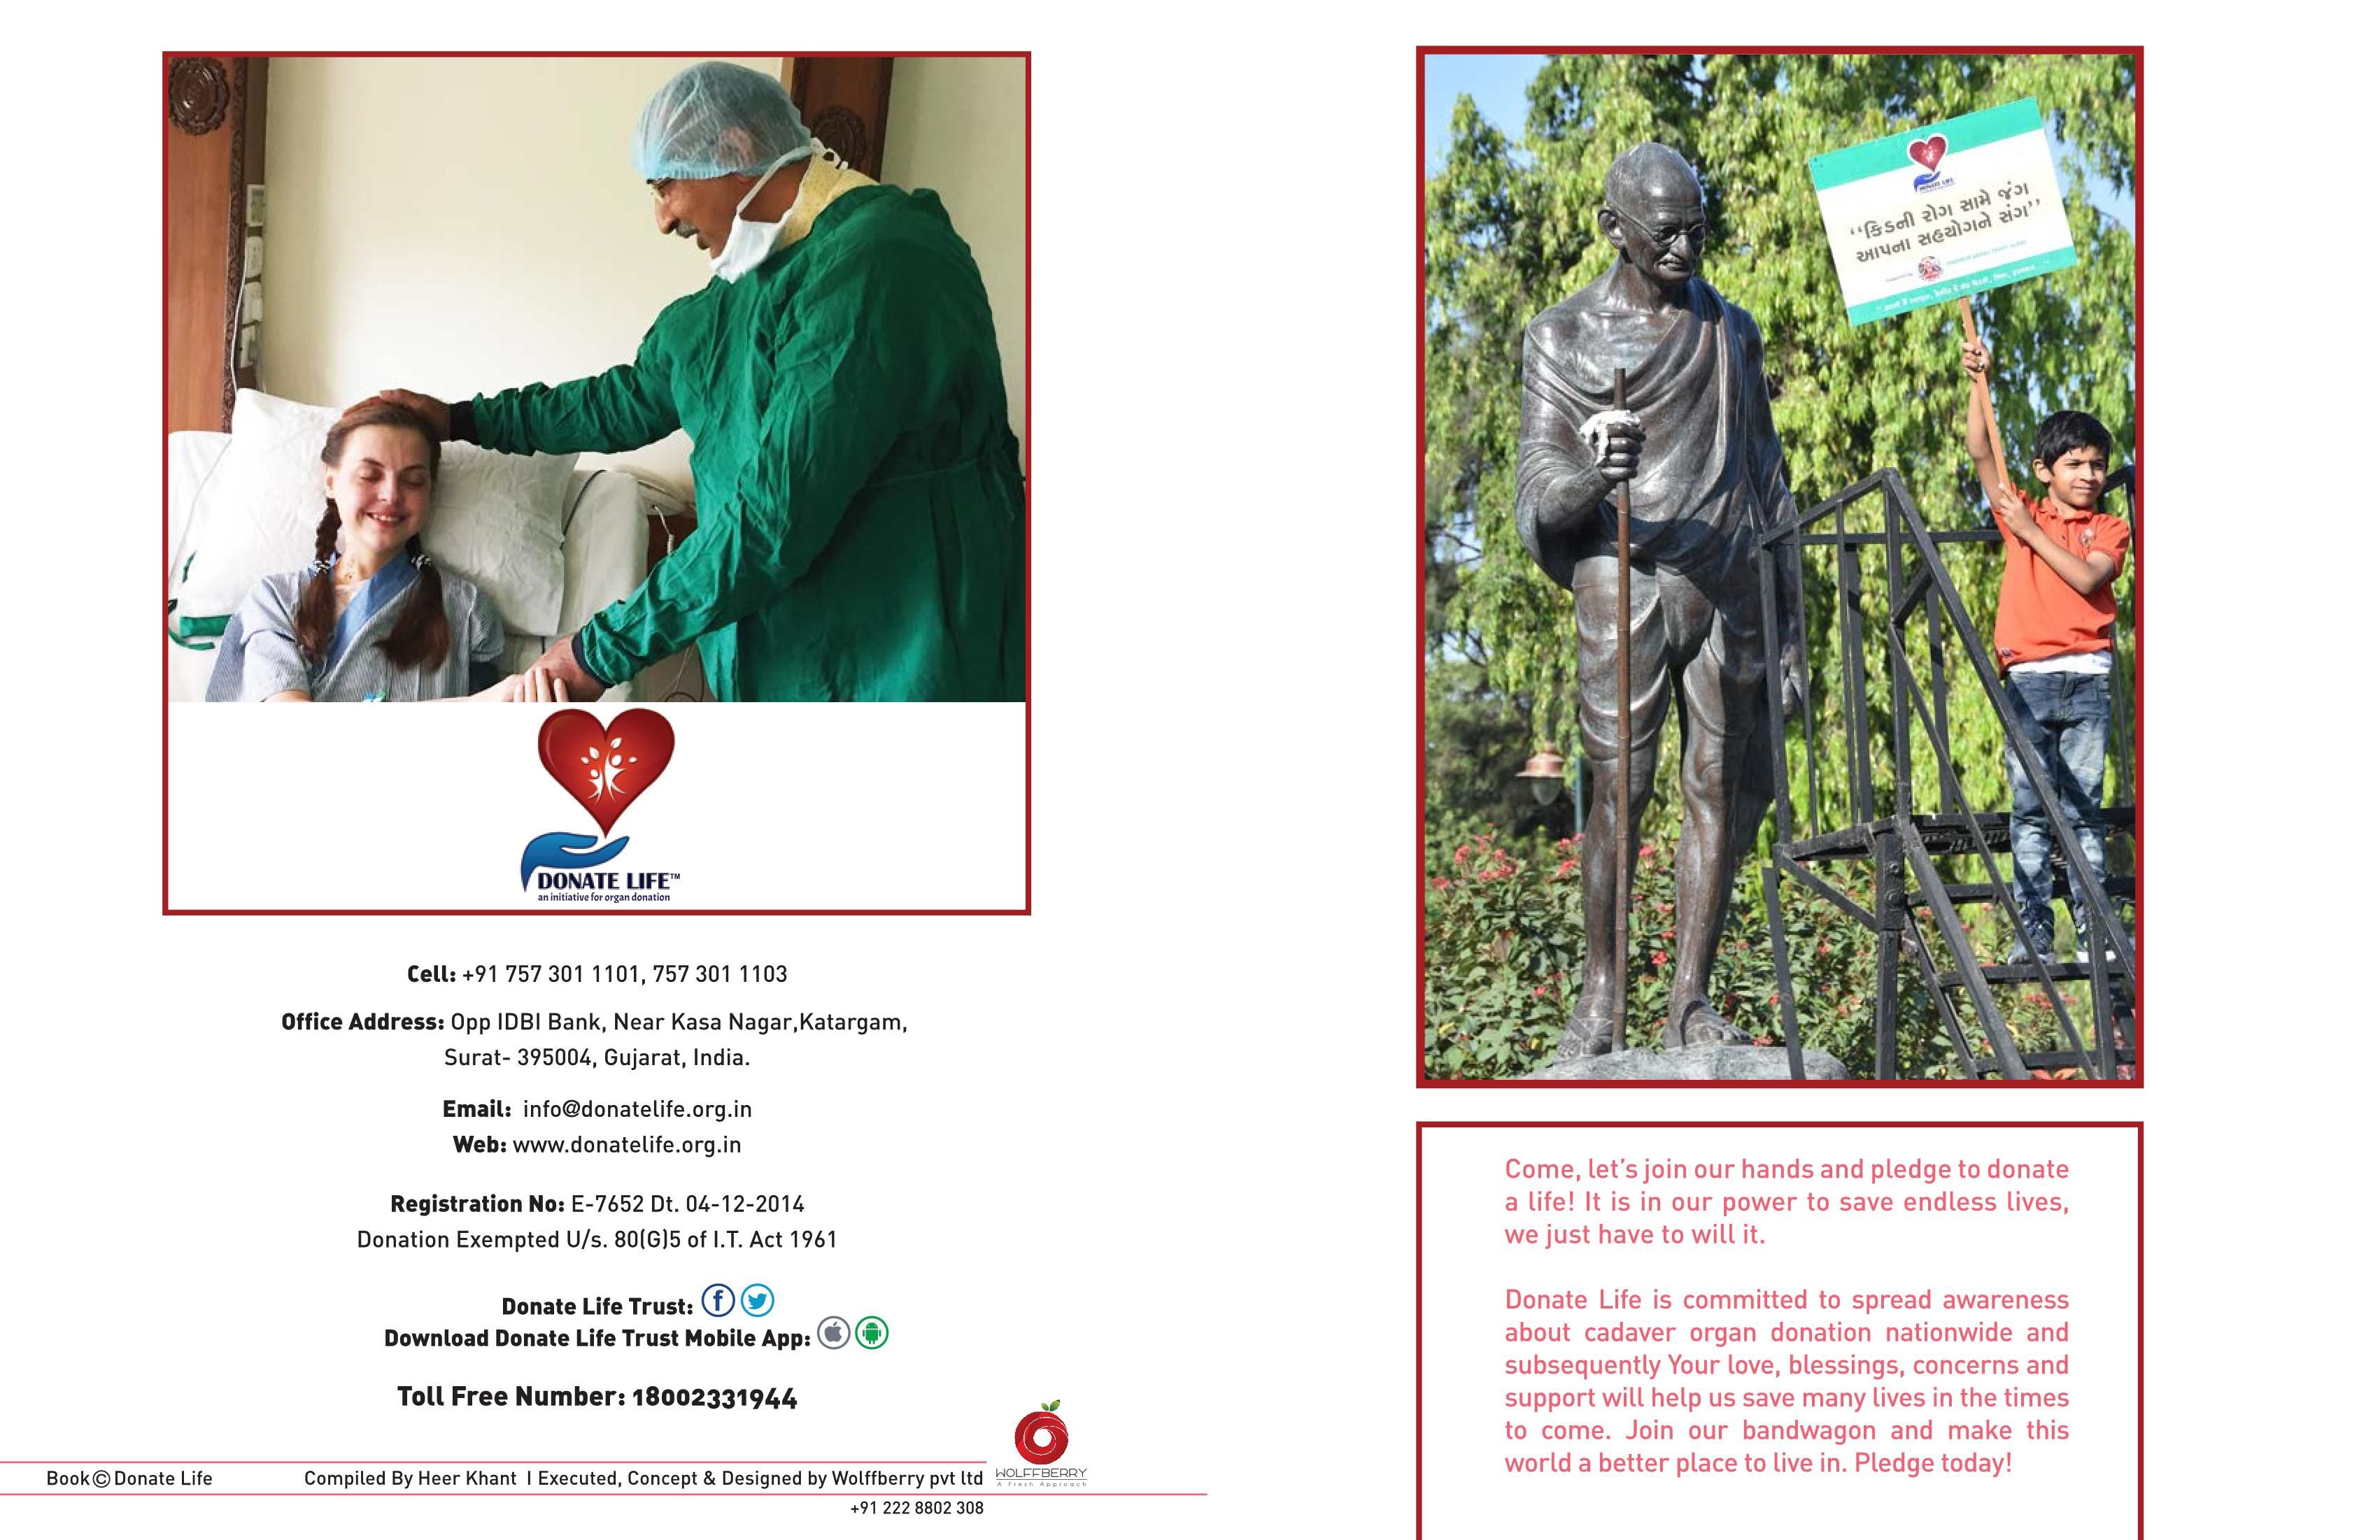 DONATE LIFE™
an initiative for organ donation
Cell: +91 757 301 1101, 757 301 1103
Office Address: Opp IDBI Bank, Near Kasa Nagar,Katargam,
Surat- 395004, Gujarat, India.
Email: info@donatelife.org.in
Web: www.donatelife.org.in
Registration No: E-7652 Dt. 04-12-2014
Donation Exempted U/s. 80(G)5 of I.T. Act 1961
Donate Life Trust:
Download Donate Life Trust Mobile App:
Toll Free Number: 18002331944
Book©Donate Life
Compiled By Heer Khant I Executed, Concept & Designed by Wolffberry pvt ltd
WOLFFBERRY
A Fresh Approach
+91 222 8802 308
DONATE LIFE
“કિડની રોગ સામે જંગ
આપના સહયોગને સંગ”
Come, let’s join our hands and pledge to donate
a life! It is in our power to save endless lives,
we just have to will it.
Donate Life is committed to spread awareness
about cadaver organ donation nationwide and
subsequently Your love, blessings, concerns and
support will help us save many lives in the times
to come. Join our bandwagon and make this
world a better place to live in. Pledge today!